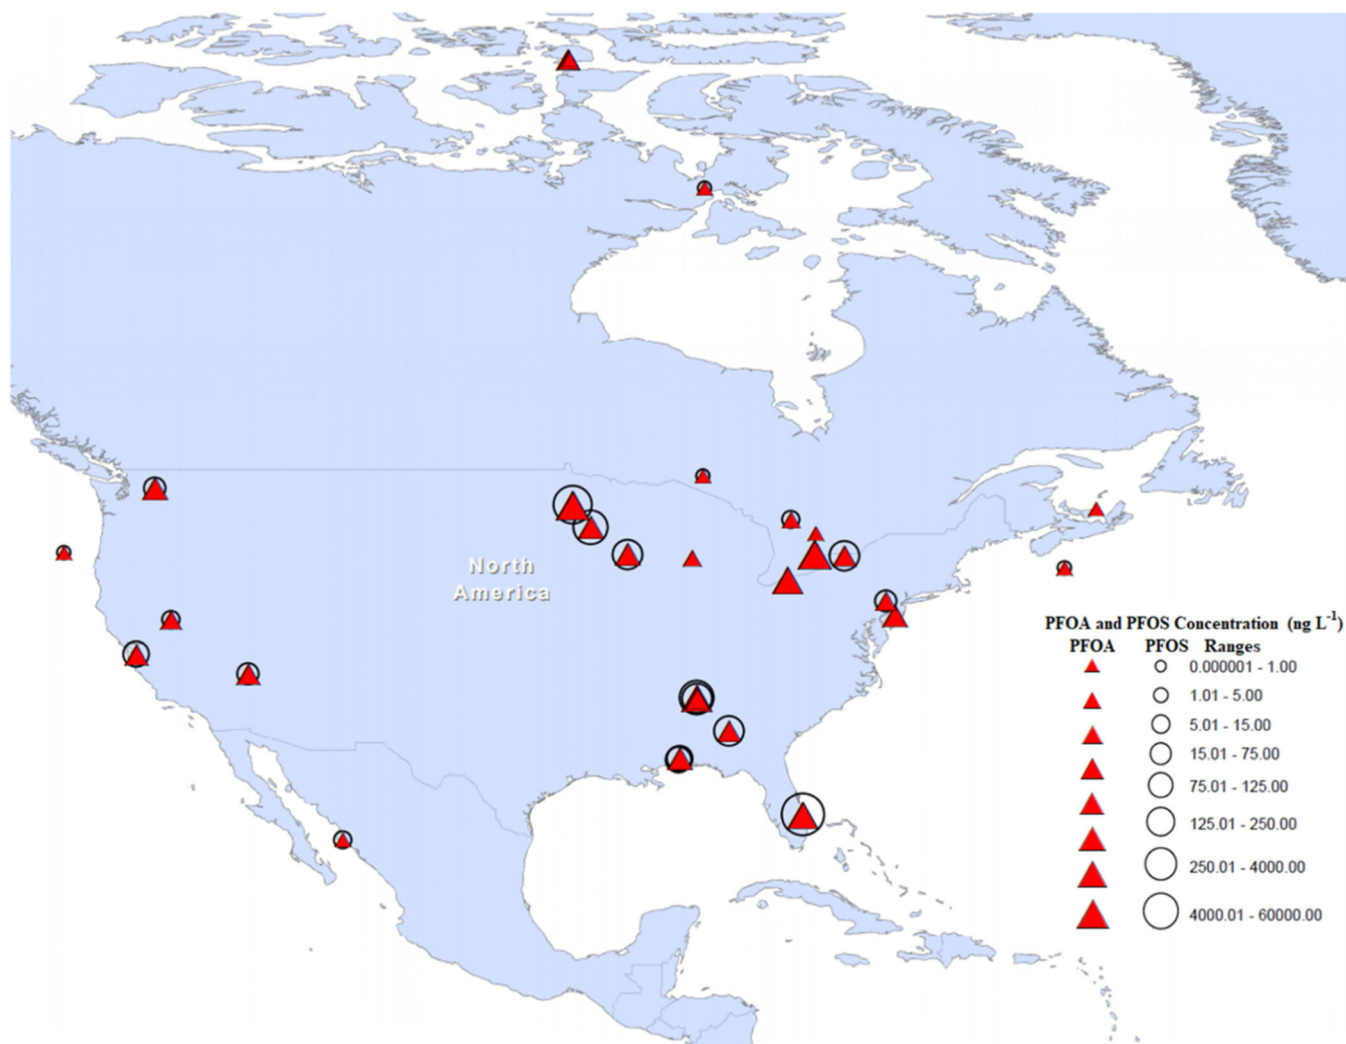 North
America
PFOA and PFOS Concentration (ng L⁻¹)
PFOA PFOS Ranges
0.000001 - 1.00
1.01 - 5.00
5.01 - 15.00
15.01 - 75.00
75.01 - 125.00
125.01 - 250.00
250.01 - 4000.00
4000.01 - 60000.00